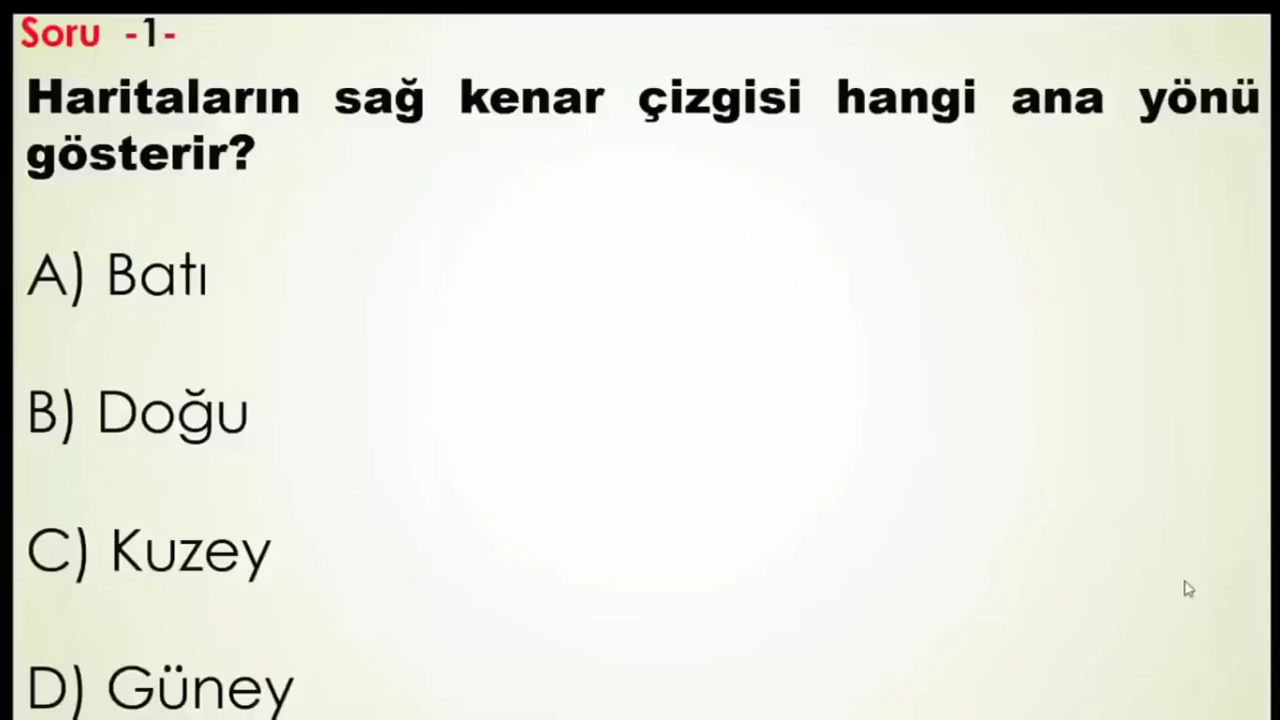 Soru -1-
Haritaların sağ kenar çizgisi hangi ana yönü
gösterir?
A) Batı
B) Doğu
C) Kuzey
D) Güney